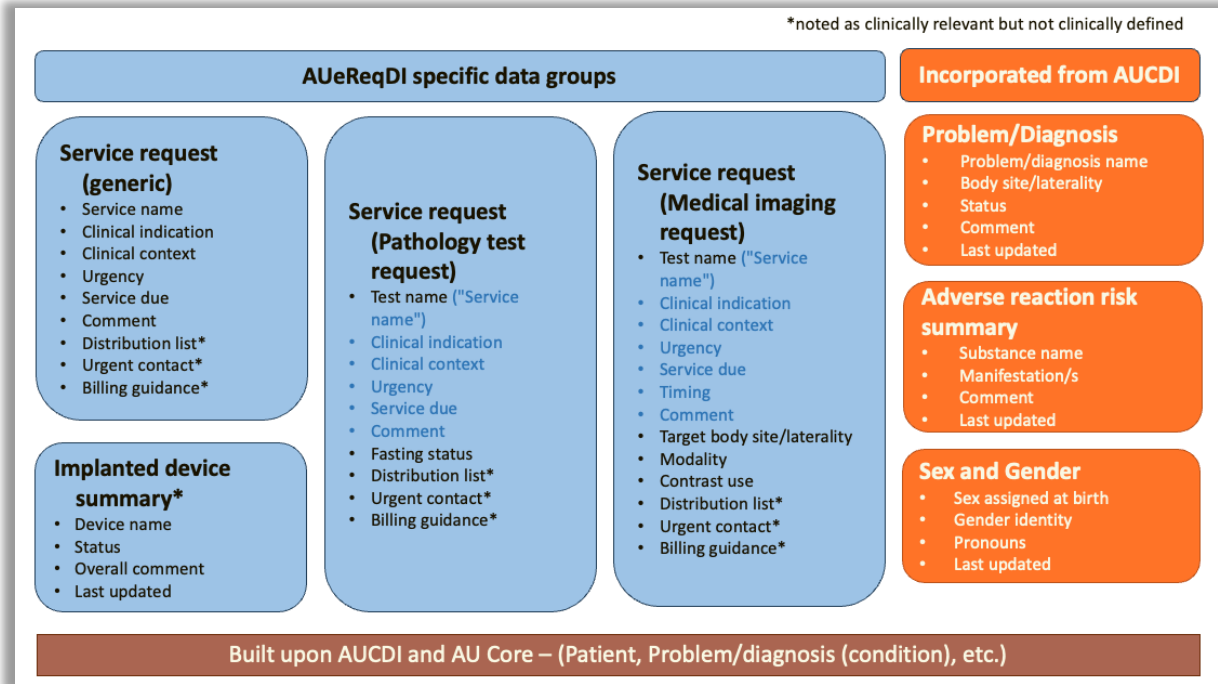 *noted as clinically relevant but not clinically defined
AUeReqDI specific data groups
Incorporated from AUCDI
Service request
(generic)
• Service name
• Clinical indication
• Clinical context
• Urgency
• Service due
• Comment
• Distribution list*
• Urgent contact*
• Billing guidance*
Implanted device
summary*
• Device name
• Status
• Overall comment
• Last updated
Service request
(Pathology test
request)
• Test name ("Service
name")
• Clinical indication
• Clinical context
• Urgency
• Service due
• Comment
• Fasting status
• Distribution list*
• Urgent contact*
• Billing guidance*
Service request
(Medical imaging
request)
• Test name ("Service
name")
• Clinical indication
• Clinical context
• Urgency
• Service due
• Timing
• Comment
• Target body site/laterality
• Modality
• Contrast use
• Distribution list*
• Urgent contact*
• Billing guidance*
Problem/Diagnosis
• Problem/diagnosis name
• Body site/laterality
• Status
• Comment
• Last updated
Adverse reaction risk
summary
• Substance name
• Manifestation/s
• Comment
• Last updated
Sex and Gender
• Sex assigned at birth
• Gender identity
• Pronouns
• Last updated
Built upon AUCDI and AU Core – (Patient, Problem/diagnosis (condition), etc.)